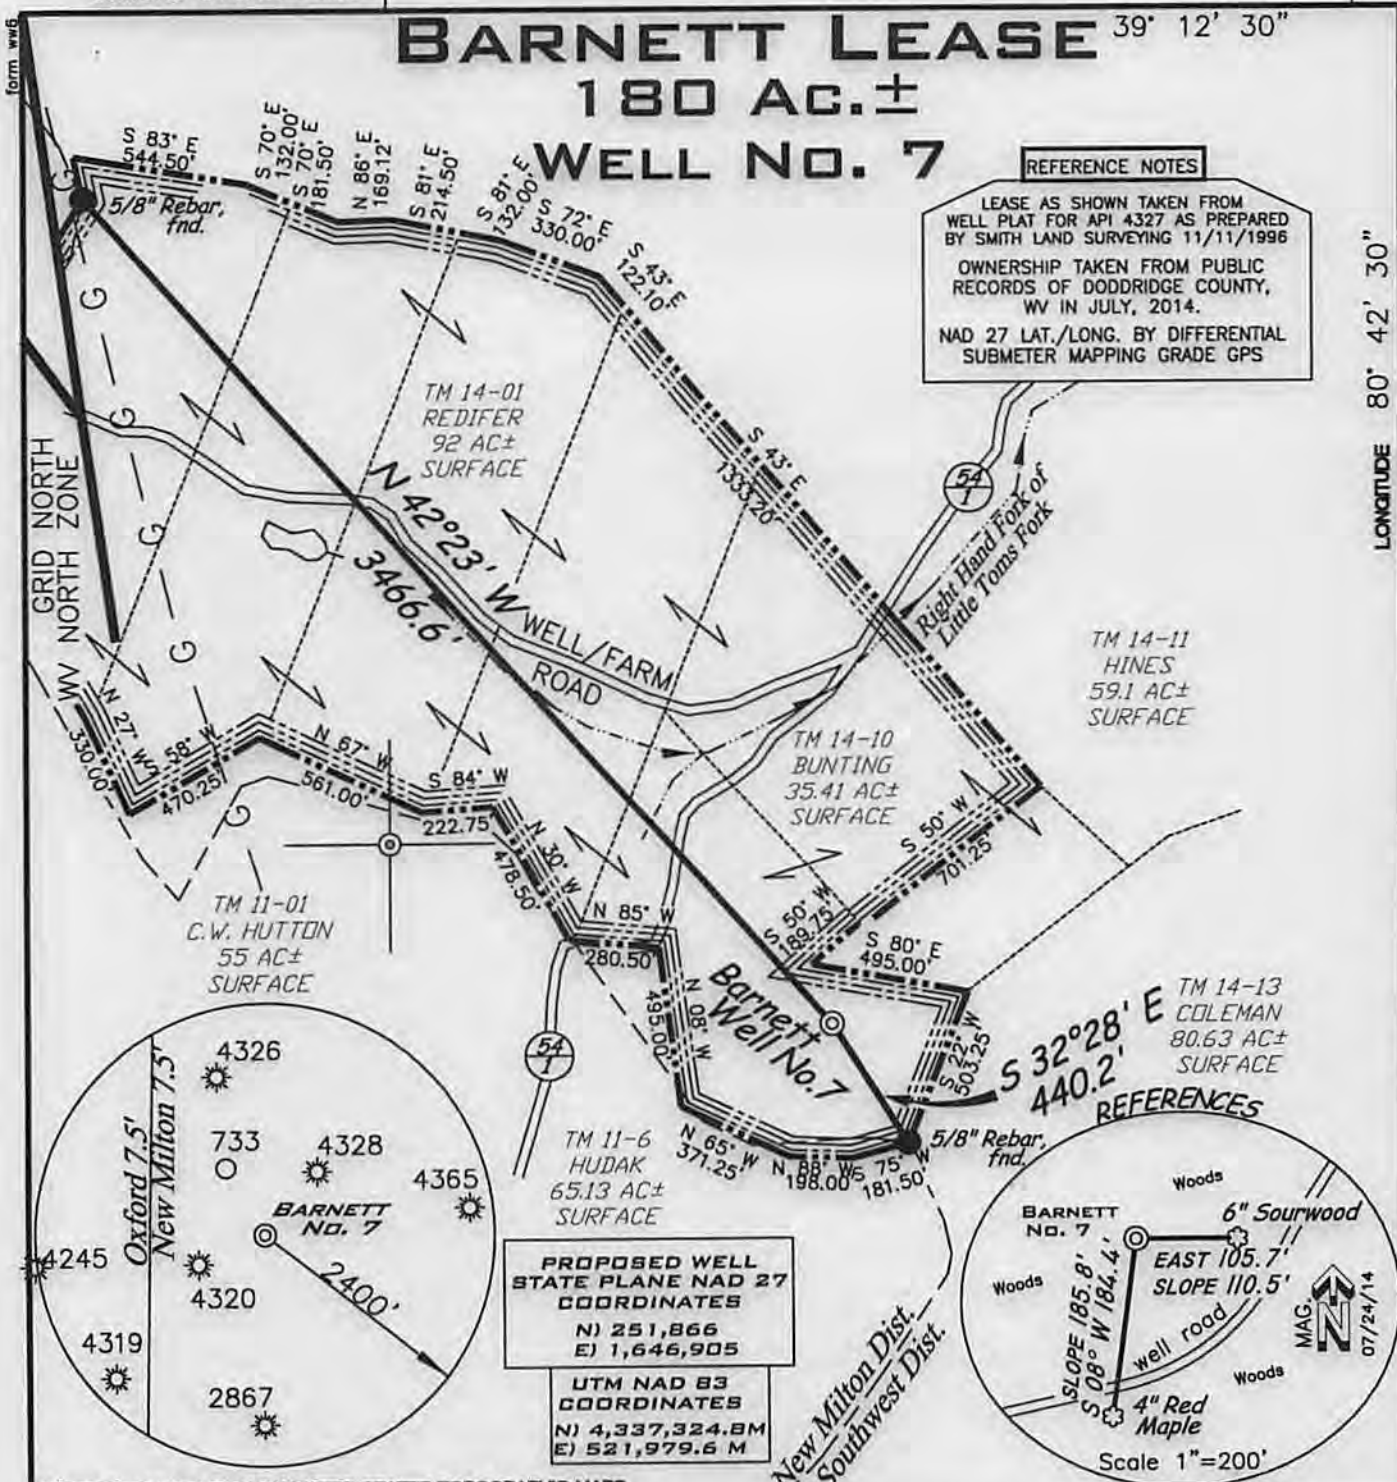 form ww6
BARNETT LEASE
180 AC.±
WELL NO. 7
39° 12' 30"
LONGITUDE 80° 42' 30"
REFERENCE NOTES
LEASE AS SHOWN TAKEN FROM
WELL PLAT FOR API 4327 AS PREPARED
BY SMITH LAND SURVEYING 11/11/1996
OWNERSHIP TAKEN FROM PUBLIC
RECORDS OF DODDRIDGE COUNTY,
WV IN JULY, 2014.
NAD 27 LAT./LONG. BY DIFFERENTIAL
SUBMETER MAPPING GRADE GPS
S 83° E
544.50'
S 70° E
132.00'
S 70° E
181.50'
N 86° E
169.12'
S 81° E
214.50'
S 81° E
132.00'
S 72° E
330.00'
S 43° E
122.10'
S 43° E
1333.20'
5/8" Rebar,
fnd.
G
G
G
G
G
G
G
GRID NORTH
WV NORTH ZONE
TM 14-01
REDIFER
92 AC±
SURFACE
N 42°23' W
3466.6'
WELL/FARM
ROAD
54
1
Right Hand Fork of
Little Toms Fork
TM 14-11
HINES
59.1 AC±
SURFACE
TM 14-10
BUNTING
35.41 AC±
SURFACE
N 27° W
330.00'
58° W
470.25'
N 67° W
561.00'
S 84° W
222.75'
N 30° W
478.50'
N 85° W
280.50'
N 08° W
495.00'
N 65° W
371.25'
N 88° W
198.00'
S 75° W
181.50'
S 50° W
701.25'
S 50° W
189.75'
S 80° E
495.00'
S 22° W
503.25'
S 32°28' E
440.2'
Barnett
Well No.7
5/8" Rebar,
fnd.
TM 11-01
C.W. HUTTON
55 AC±
SURFACE
54
1
TM 11-6
HUDAK
65.13 AC±
SURFACE
TM 14-13
COLEMAN
80.63 AC±
SURFACE
Oxford 7.5'
New Milton 7.5'
4326
733
4328
4365
BARNETT
NO. 7
4245
4320
2400'
4319
2867
PROPOSED WELL
STATE PLANE NAD 27
COORDINATES
N) 251,866
E) 1,646,905
UTM NAD 83
COORDINATES
N) 4,337,324.8M
E) 521,979.6 M
New Milton Dist.
Southwest Dist.
REFERENCES
Woods
BARNETT
NO. 7
6" Sourwood
EAST 105.7'
SLOPE 110.5'
Woods
SLOPE 185.8'
S 08° W 184.4'
well road
MAG.
N
07/24/14
Woods
4" Red
Maple
Scale 1"=200'